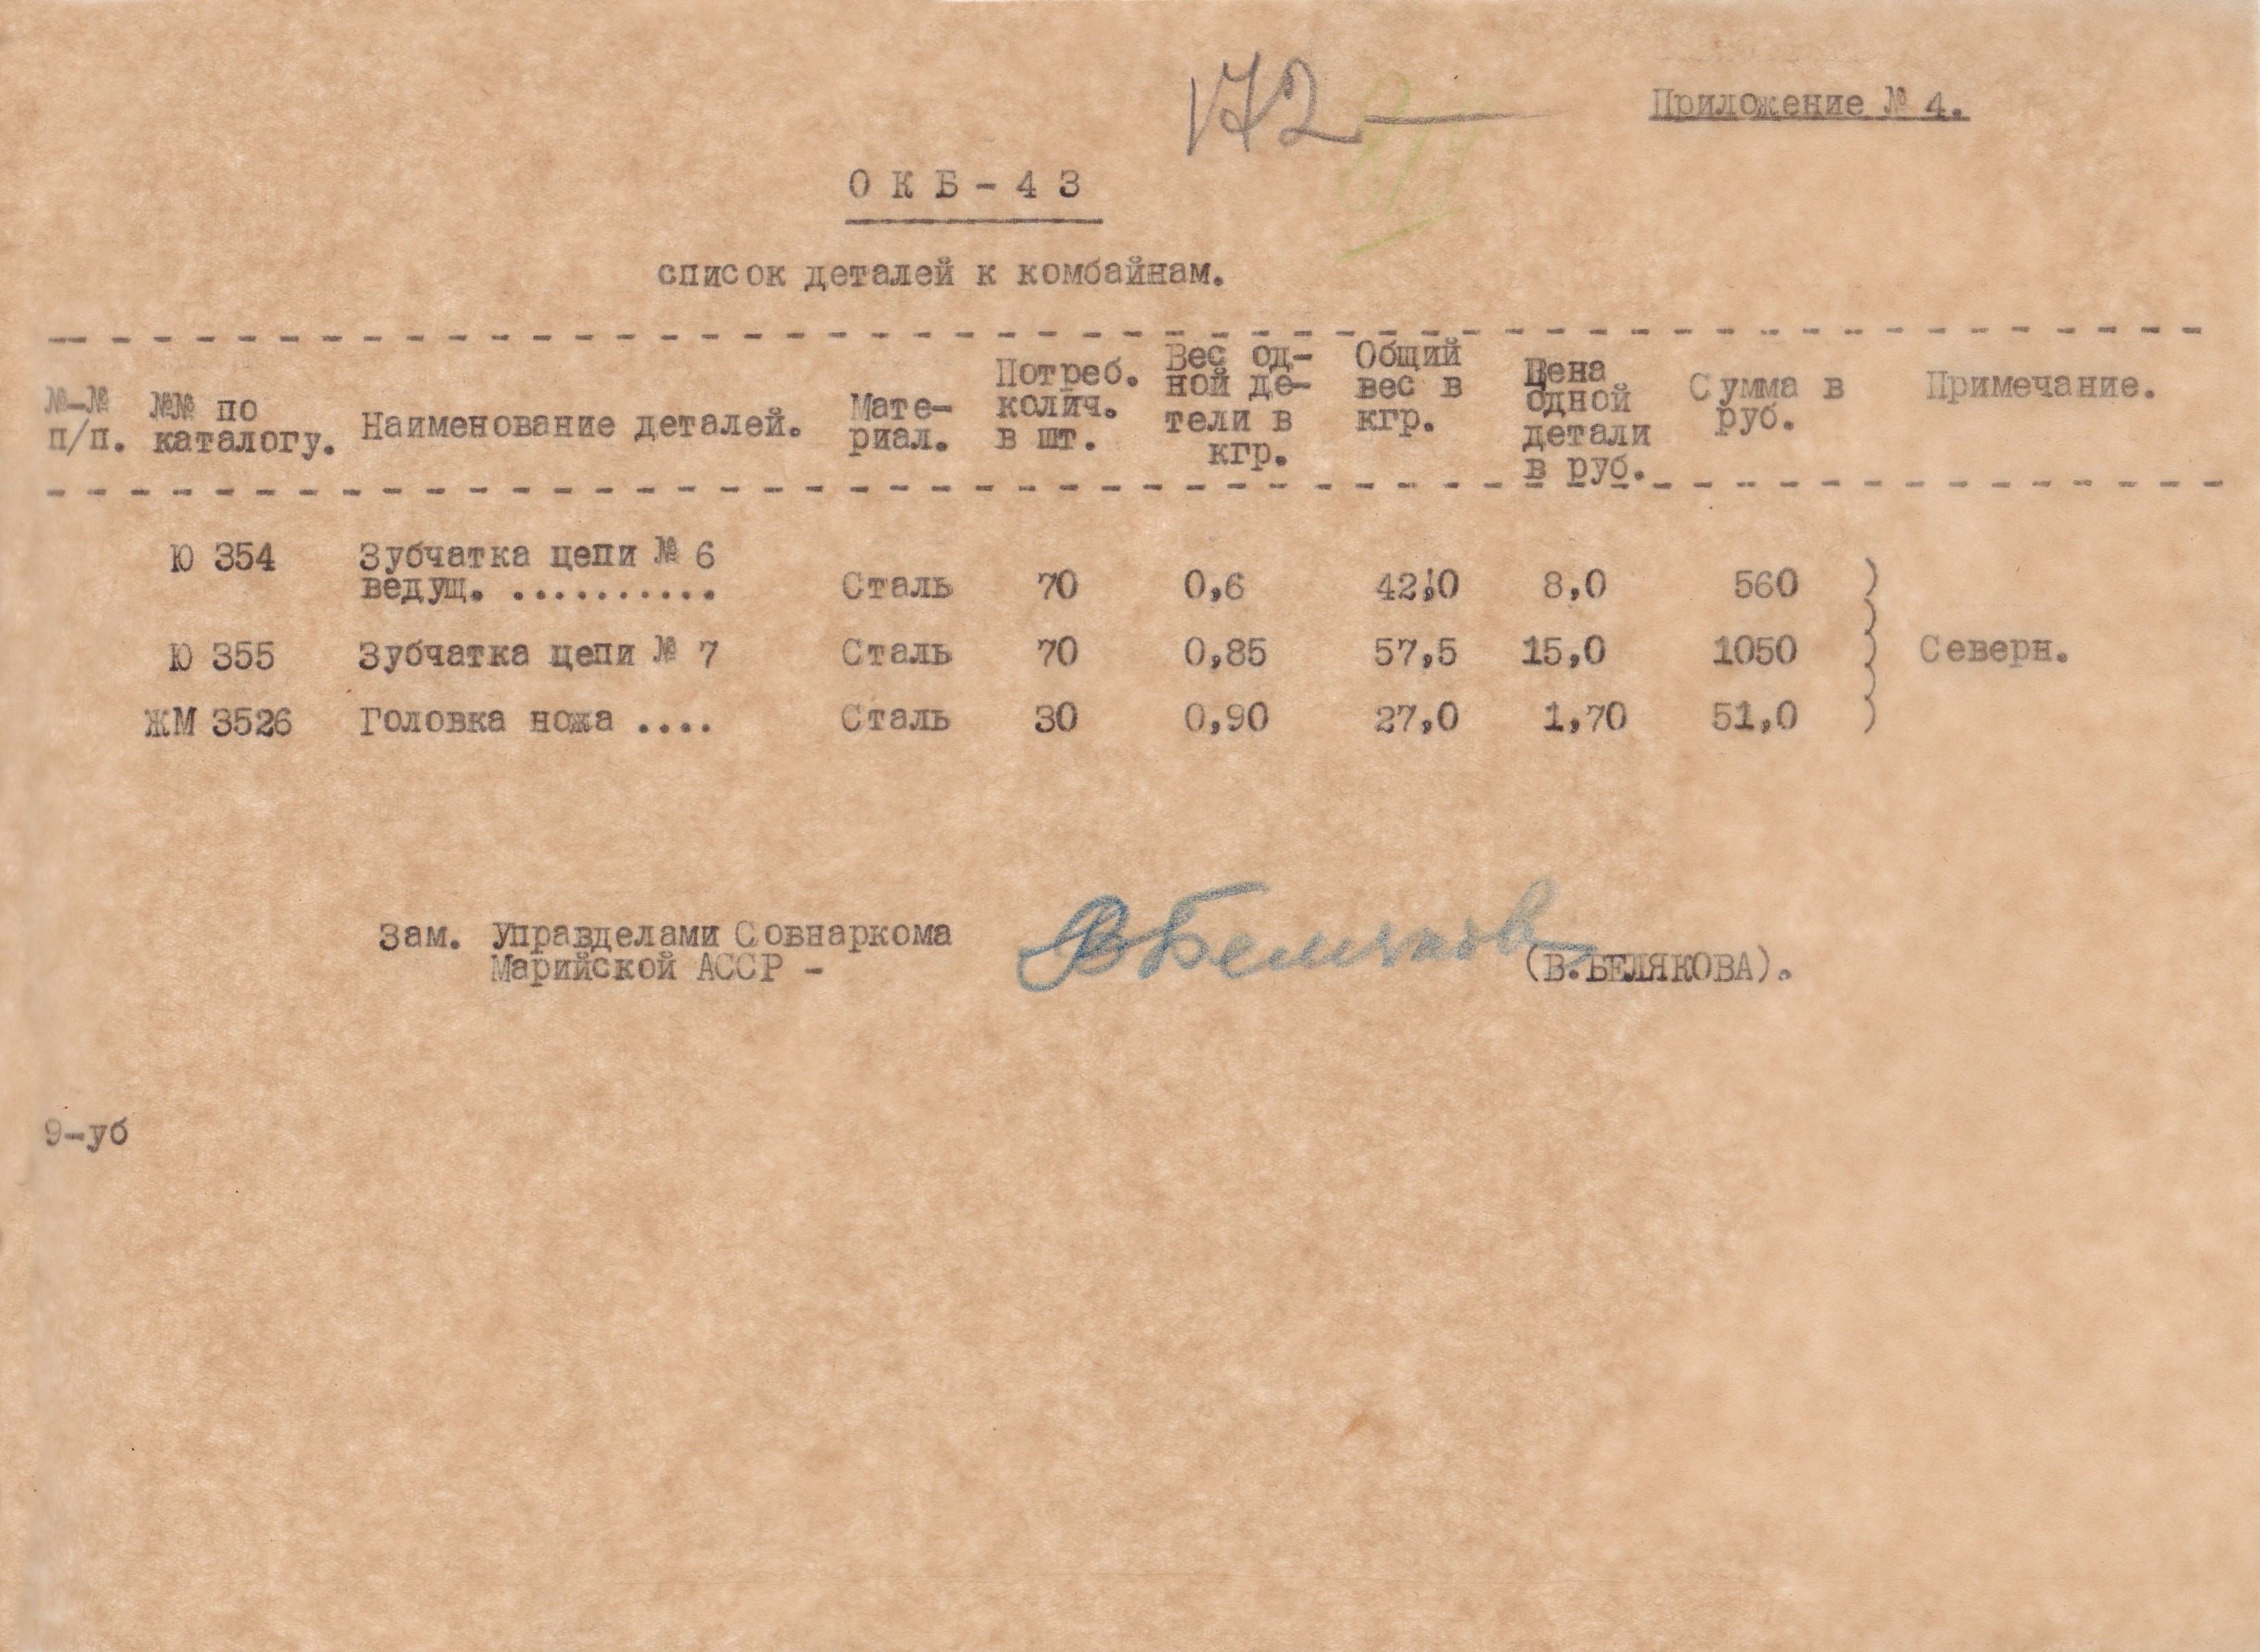 172
Приложение № 4.
ОКБ-43
список деталей к комбайнам.
№-№ п/п. №№ по каталогу. Наименование деталей. Мате-риал. Потреб. колич. в шт. Вес од-ной де-тели в кгр. Общий вес в кгр. Цена одной детали в руб. Сумма в руб. Примечание.
Ю 354 Зубчатка цепи № 6
ведущ. .......... Сталь 70 0,6 42,0 8,0 560 )
Ю 355 Зубчатка цепи № 7 Сталь 70 0,85 57,5 15,0 1050 ) Северн.
ЖМ 3526 Головка ножа .... Сталь 30 0,90 27,0 1,70 51,0 )
Зам. Управделами Совнаркома
Марийской АССР - ВБеляков (В.БЕЛЯКОВА).
9-уб